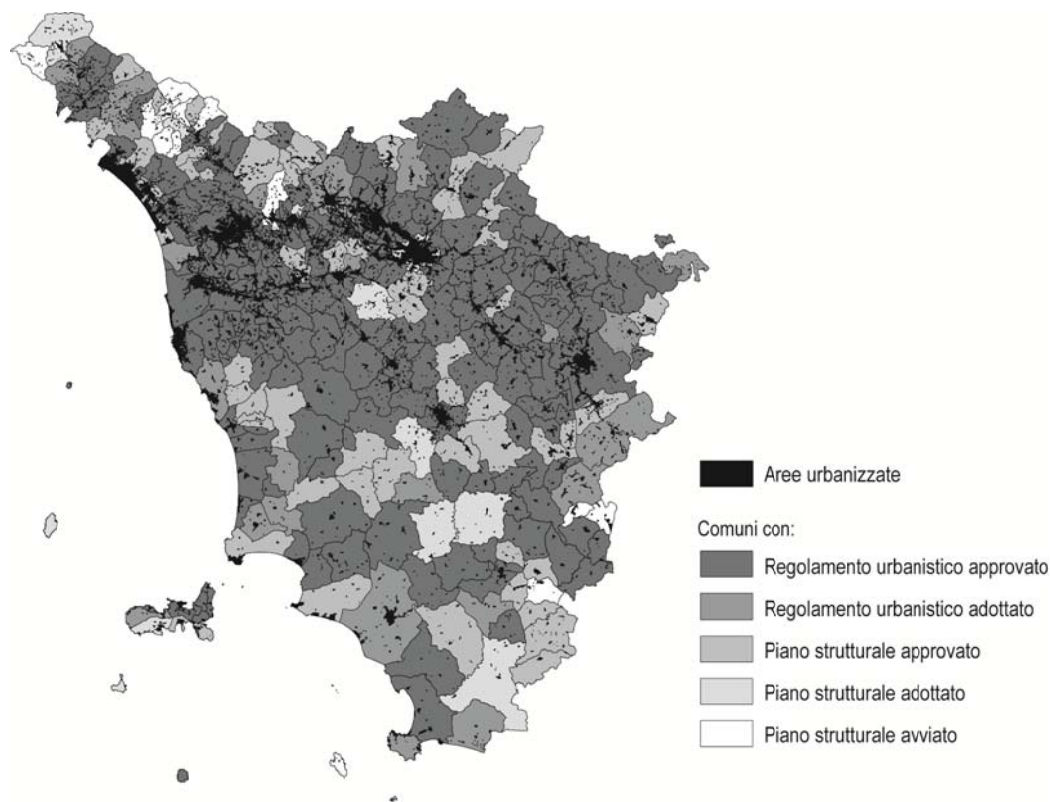 Aree urbanizzate
Comuni con:
Regolamento urbanistico approvato
Regolamento urbanistico adottato
Piano strutturale approvato
Piano strutturale adottato
Piano strutturale avviato